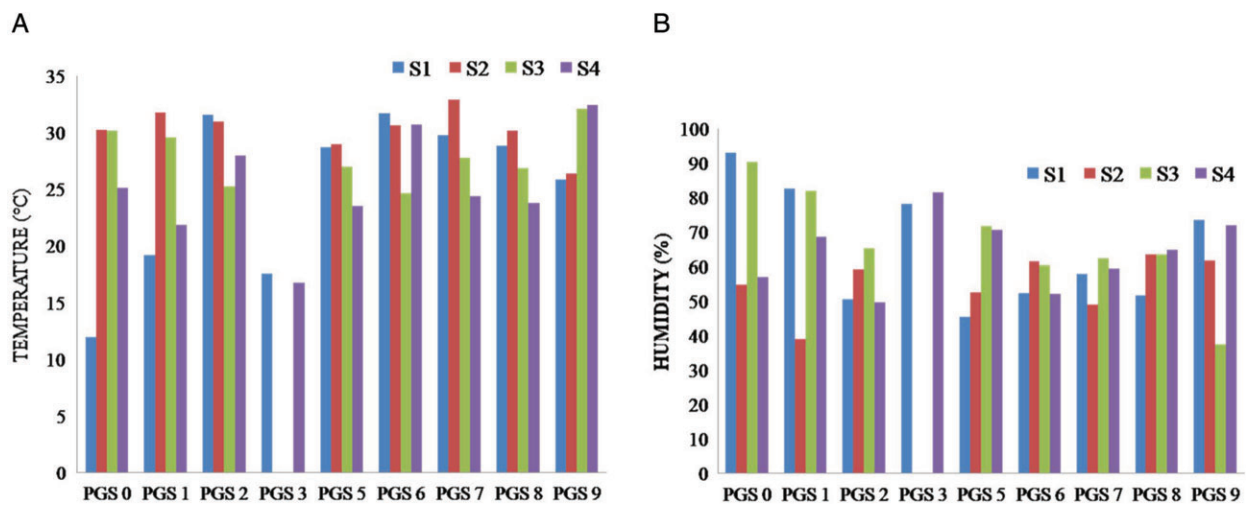 A
S1 S2 S3 S4
TEMPERATURE (°C)
35
30
25
20
15
10
5
0
PGS 0 PGS 1 PGS 2 PGS 3 PGS 5 PGS 6 PGS 7 PGS 8 PGS 9
B
S1 S2 S3 S4
HUMIDITY (%)
100
90
80
70
60
50
40
30
20
10
0
PGS 0 PGS 1 PGS 2 PGS 3 PGS 5 PGS 6 PGS 7 PGS 8 PGS 9